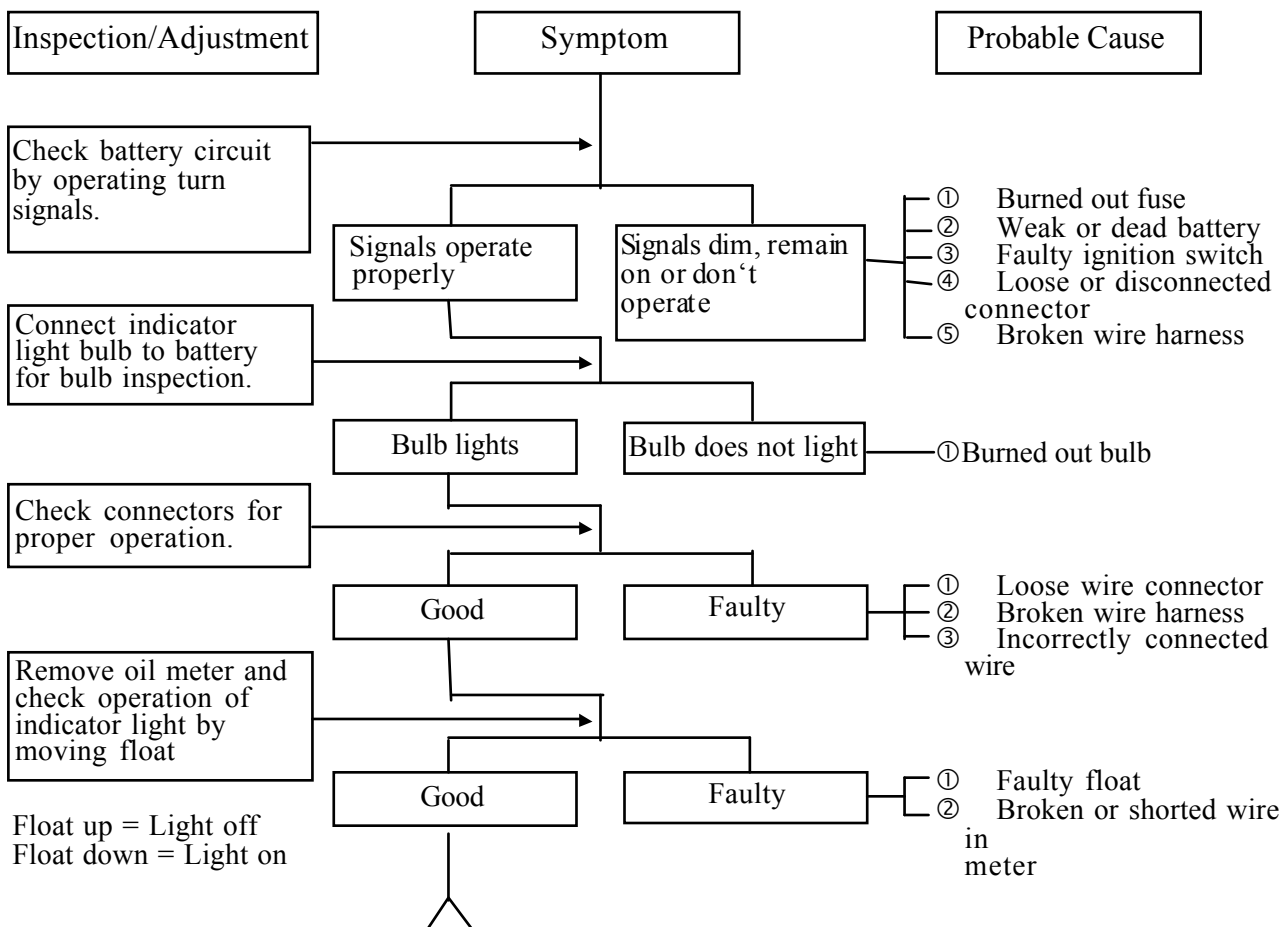 Inspection/Adjustment
Symptom
Probable Cause
Check battery circuit
by operating turn
signals.
Signals operate
properly
Signals dim, remain
on or don‘t
operate
① Burned out fuse
② Weak or dead battery
③ Faulty ignition switch
④ Loose or disconnected
connector
⑤ Broken wire harness
Connect indicator
light bulb to battery
for bulb inspection.
Bulb lights
Bulb does not light
①Burned out bulb
Check connectors for
proper operation.
Good
Faulty
① Loose wire connector
② Broken wire harness
③ Incorrectly connected
wire
Remove oil meter and
check operation of
indicator light by
moving float
Good
Faulty
① Faulty float
② Broken or shorted wire
in
meter
Float up = Light off
Float down = Light on